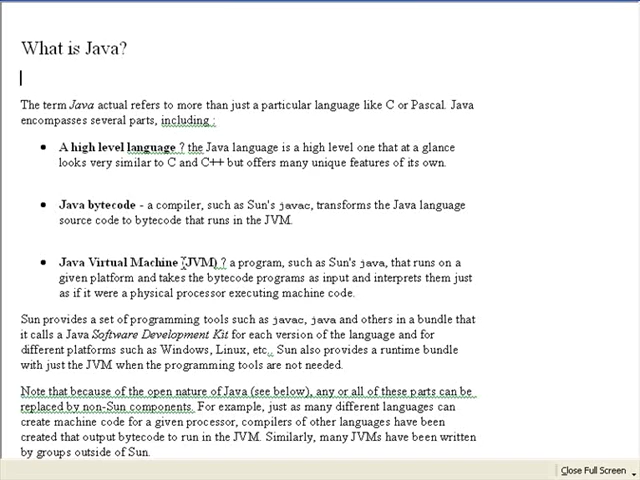 What is Java?
The term Java actual refers to more than just a particular language like C or Pascal. Java
encompasses several parts, including :
• A high level language ? the Java language is a high level one that at a glance
looks very similar to C and C++ but offers many unique features of its own.
• Java bytecode - a compiler, such as Sun's javac, transforms the Java language
source code to bytecode that runs in the JVM.
• Java Virtual Machine (JVM) ? a program, such as Sun's java, that runs on a
given platform and takes the bytecode programs as input and interprets them just
as if it were a physical processor executing machine code.
Sun provides a set of programming tools such as javac, java and others in a bundle that
it calls a Java Software Development Kit for each version of the language and for
different platforms such as Windows, Linux, etc.. Sun also provides a runtime bundle
with just the JVM when the programming tools are not needed.
Note that because of the open nature of Java (see below), any or all of these parts can be
replaced by non-Sun components. For example, just as many different languages can
create machine code for a given processor, compilers of other languages have been
created that output bytecode to run in the JVM. Similarly, many JVMs have been written
by groups outside of Sun.
Close Full Screen